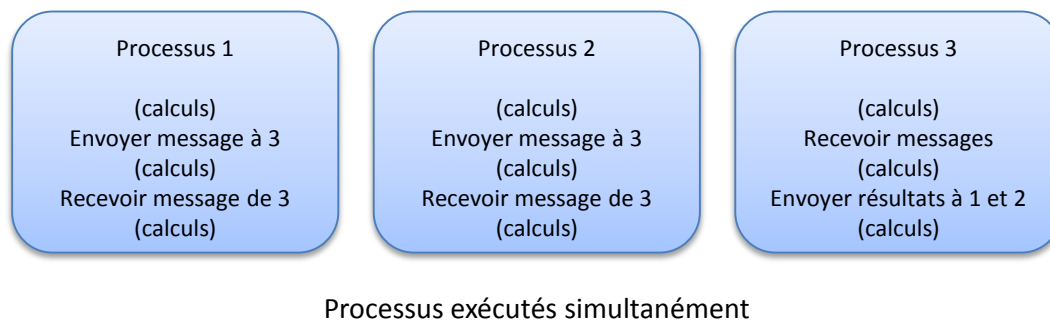 Processus 1
(calculs)
Envoyer message à 3
(calculs)
Recevoir message de 3
(calculs)
Processus 2
(calculs)
Envoyer message à 3
(calculs)
Recevoir message de 3
(calculs)
Processus 3
(calculs)
Recevoir messages
(calculs)
Envoyer résultats à 1 et 2
(calculs)
Processus exécutés simultanément